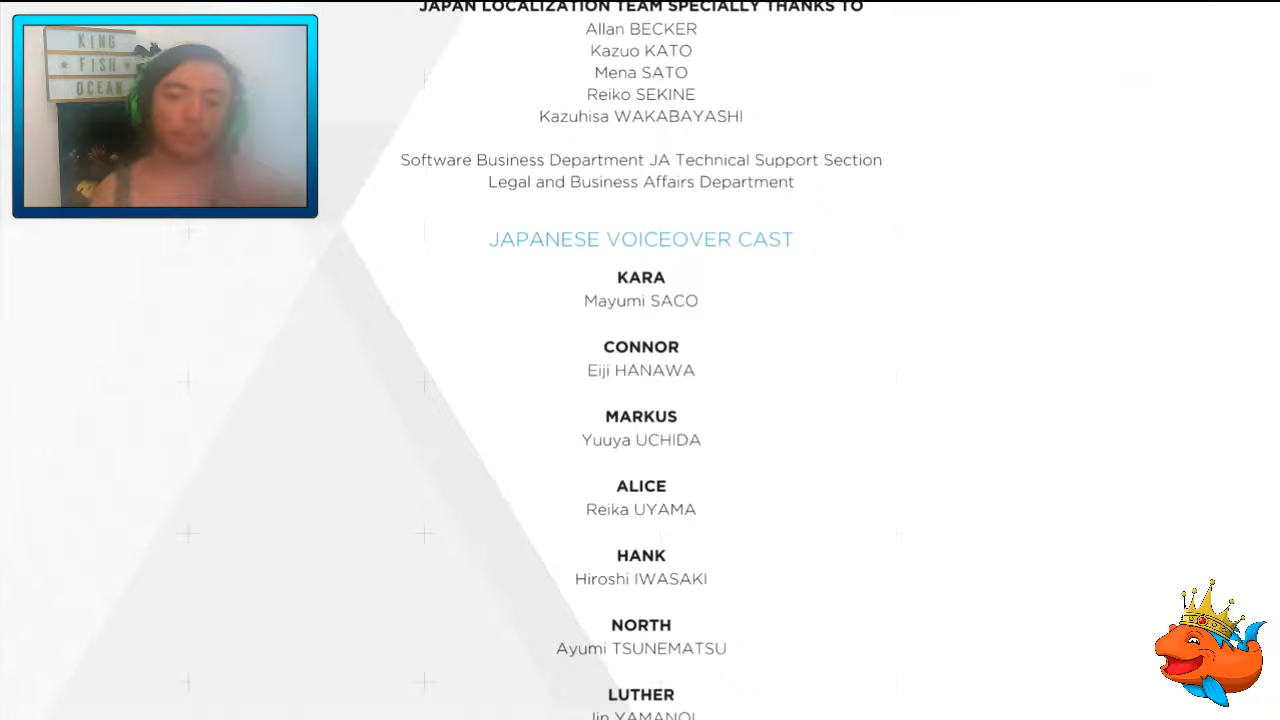 KING
FISH
OCEAN
JAPAN LOCALIZATION TEAM SPECIALLY THANKS TO
Allan BECKER
Kazuo KATO
Mena SATO
Reiko SEKINE
Kazuhisa WAKABAYASHI
Software Business Department JA Technical Support Section
Legal and Business Affairs Department
JAPANESE VOICEOVER CAST
KARA
Mayumi SACO
CONNOR
Eiji HANAWA
MARKUS
Yuuya UCHIDA
ALICE
Reika UYAMA
HANK
Hiroshi IWASAKI
NORTH
Ayumi TSUNEMATSU
LUTHER
Jin YAMANOI